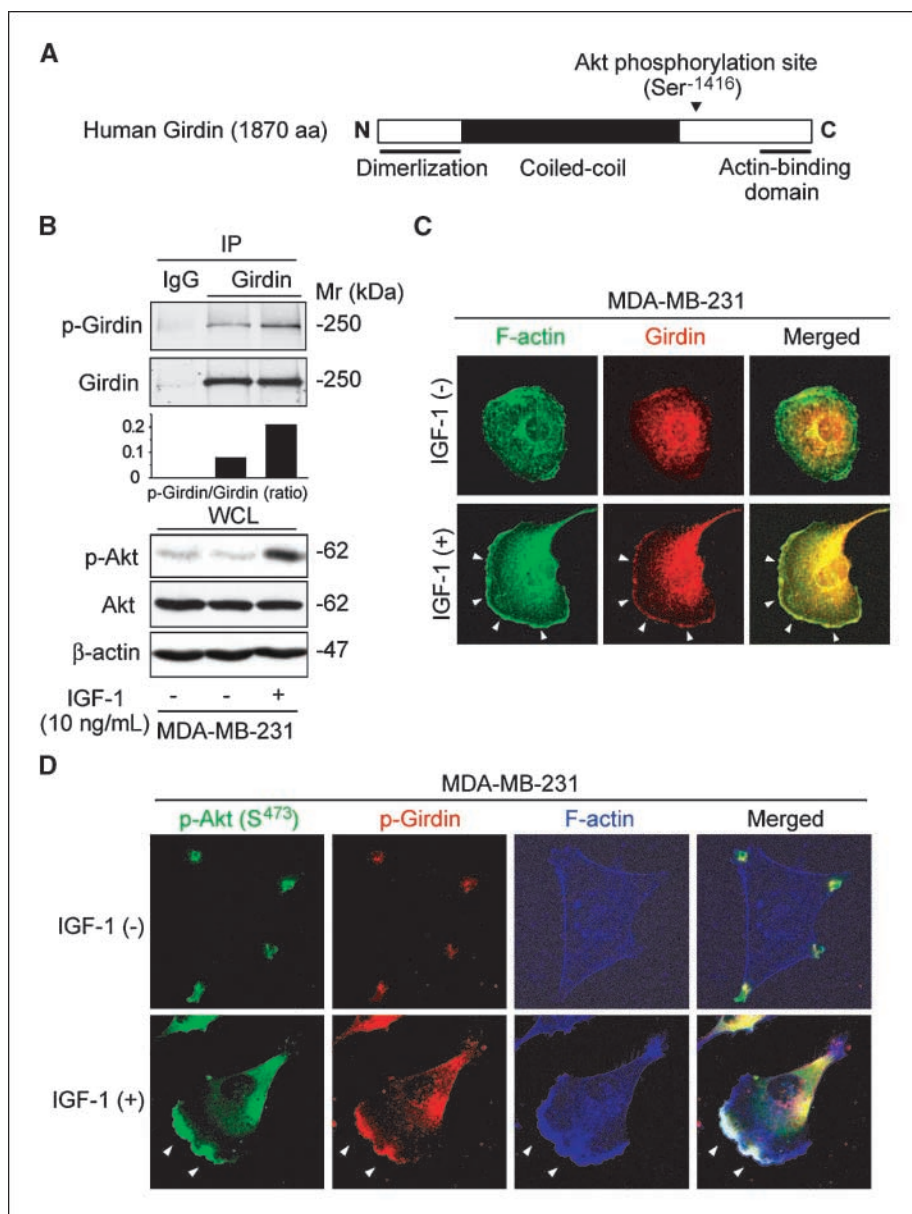 A
Akt phosphorylation site
(Ser-1416)
Human Girdin (1870 aa)
N
C
Dimerlization
Coiled-coil
Actin-binding
domain
B
IP
IgG
Girdin
Mr (kDa)
p-Girdin
-250
Girdin
-250
0.2
0.1
0
p-Girdin/Girdin (ratio)
WCL
p-Akt
-62
Akt
-62
β-actin
-47
IGF-1
(10 ng/mL)
- - +
MDA-MB-231
C
MDA-MB-231
F-actin
Girdin
Merged
IGF-1 (-)
IGF-1 (+)
D
MDA-MB-231
p-Akt (S473)
p-Girdin
F-actin
Merged
IGF-1 (-)
IGF-1 (+)